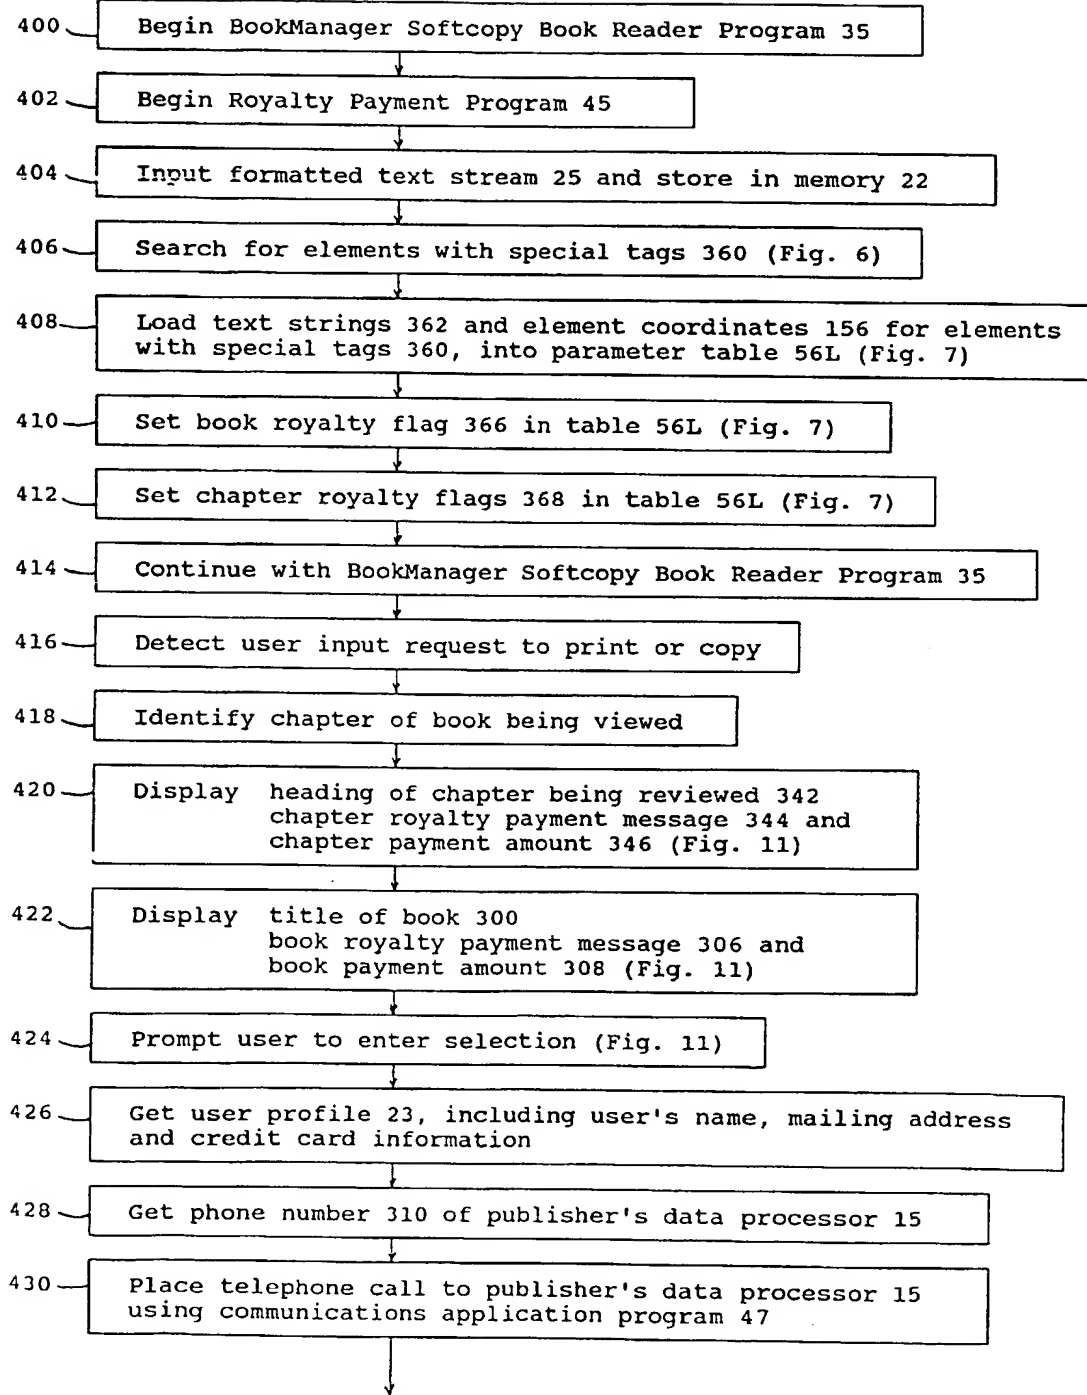 400 Begin BookManager Softcopy Book Reader Program 35
402 Begin Royalty Payment Program 45
404 Input formatted text stream 25 and store in memory 22
406 Search for elements with special tags 360 (Fig. 6)
408 Load text strings 362 and element coordinates 156 for elements
with special tags 360, into parameter table 56L (Fig. 7)
410 Set book royalty flag 366 in table 56L (Fig. 7)
412 Set chapter royalty flags 368 in table 56L (Fig. 7)
414 Continue with BookManager Softcopy Book Reader Program 35
416 Detect user input request to print or copy
418 Identify chapter of book being viewed
420 Display heading of chapter being reviewed 342
chapter royalty payment message 344 and
chapter payment amount 346 (Fig. 11)
422 Display title of book 300
book royalty payment message 306 and
book payment amount 308 (Fig. 11)
424 Prompt user to enter selection (Fig. 11)
426 Get user profile 23, including user's name, mailing address
and credit card information
428 Get phone number 310 of publisher's data processor 15
430 Place telephone call to publisher's data processor 15
using communications application program 47